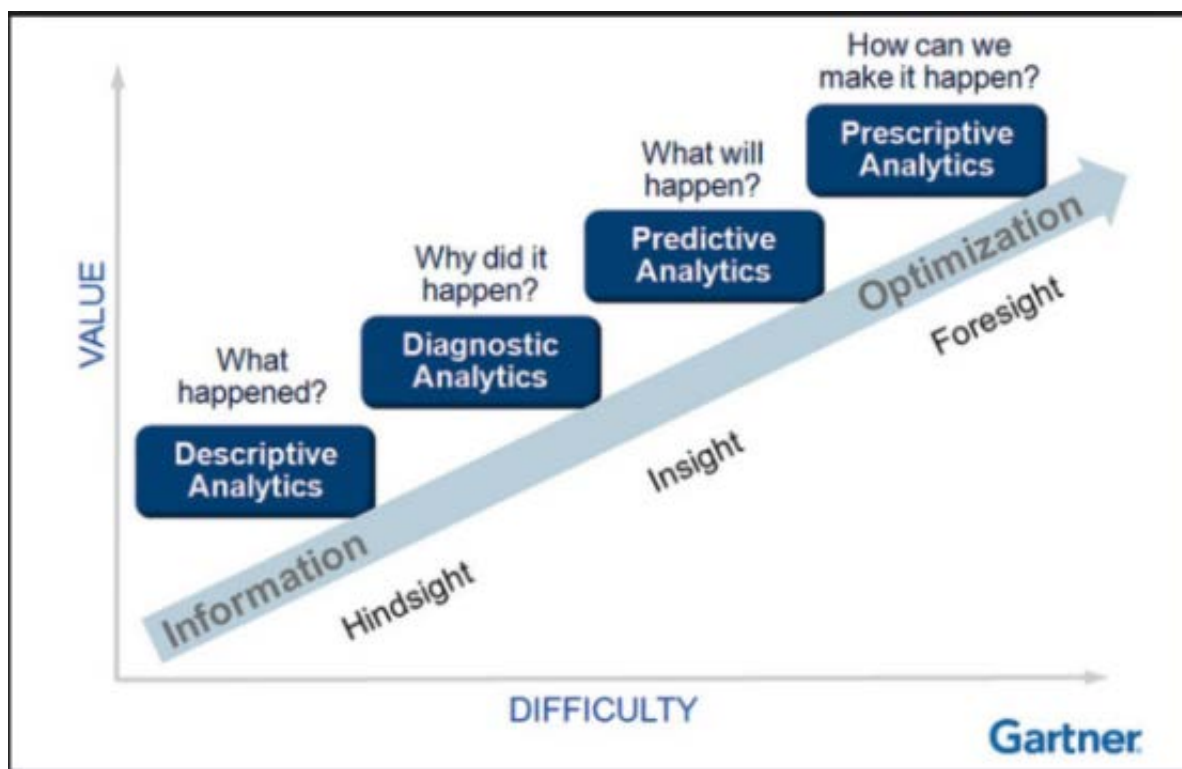 How can we
make it happen?
Prescriptive
Analytics
What will
happen?
Predictive
Analytics
Why did it
happen?
Diagnostic
Analytics
What
happened?
Descriptive
Analytics
VALUE
Information
Optimization
Hindsight
Insight
Foresight
DIFFICULTY
Gartner